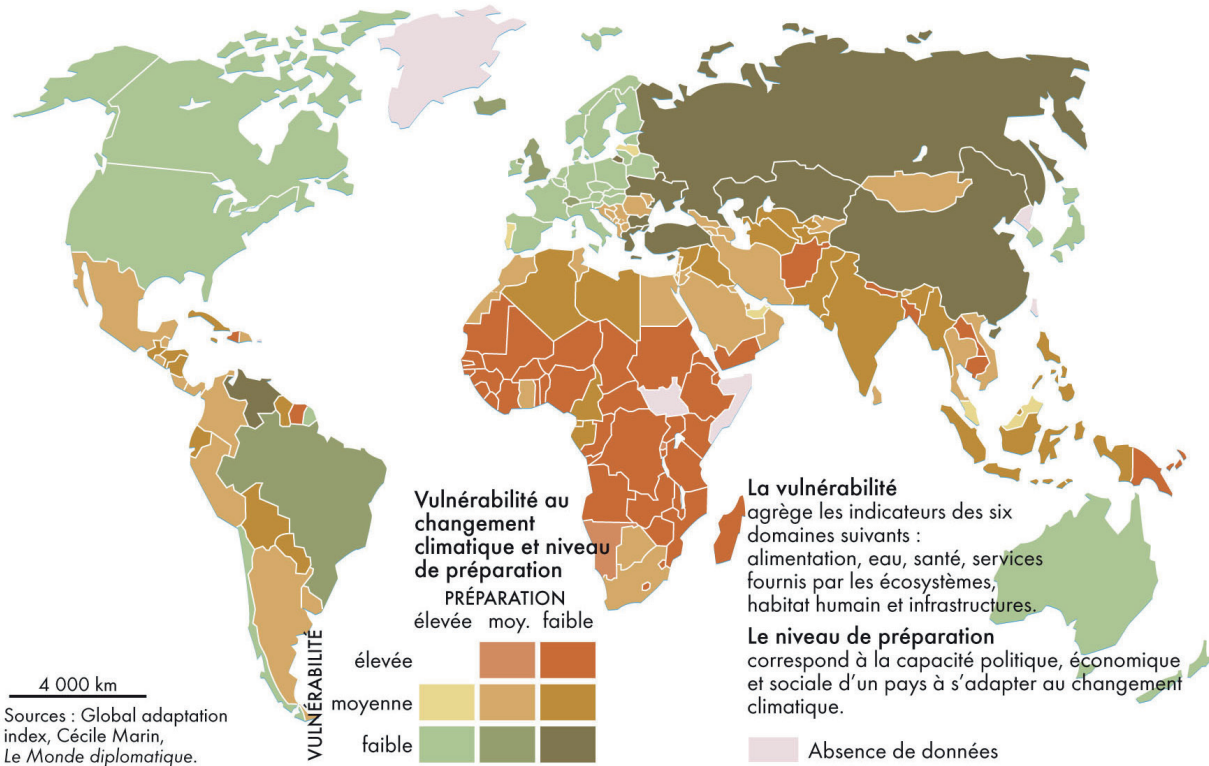 Vulnérabilité au
changement
climatique et niveau
de préparation
PRÉPARATION
élevée moy. faible
VULNÉRABILITÉ
élevée
moyenne
faible
4 000 km
Sources : Global adaptation
index, Cécile Marin,
Le Monde diplomatique.
La vulnérabilité
agrège les indicateurs des six
domaines suivants :
alimentation, eau, santé, services
fournis par les écosystèmes,
habitat humain et infrastructures.
Le niveau de préparation
correspond à la capacité politique, économique
et sociale d’un pays à s’adapter au changement
climatique.
Absence de données